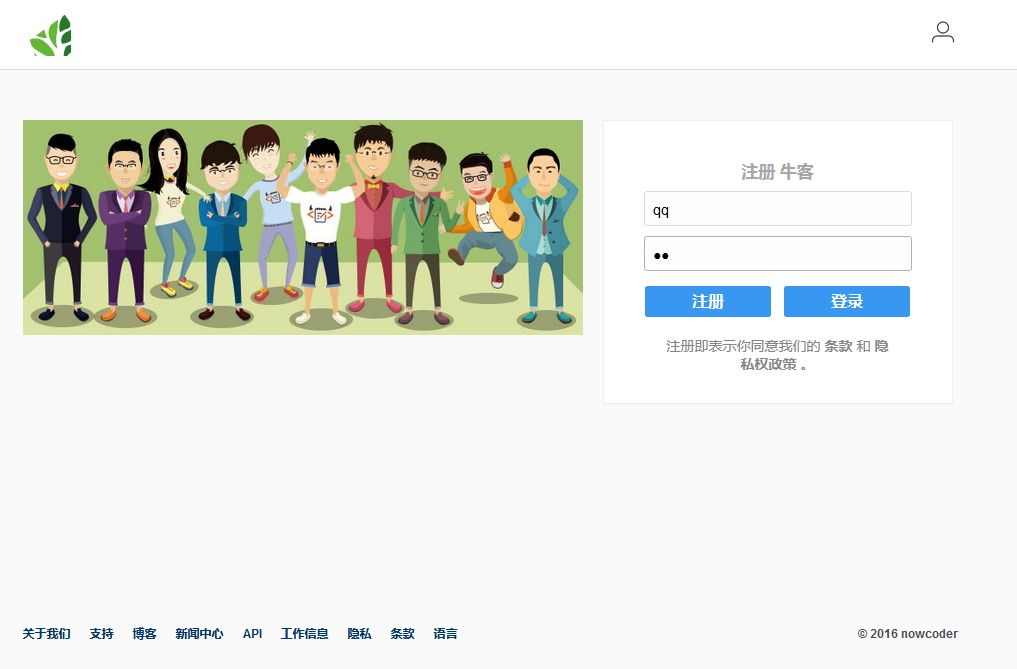 注册 牛客
qq
●●
注册 登录
注册即表示你同意我们的 条款 和 隐
私权政策 。
关于我们 支持 博客 新闻中心 API 工作信息 隐私 条款 语言 © 2016 nowcoder